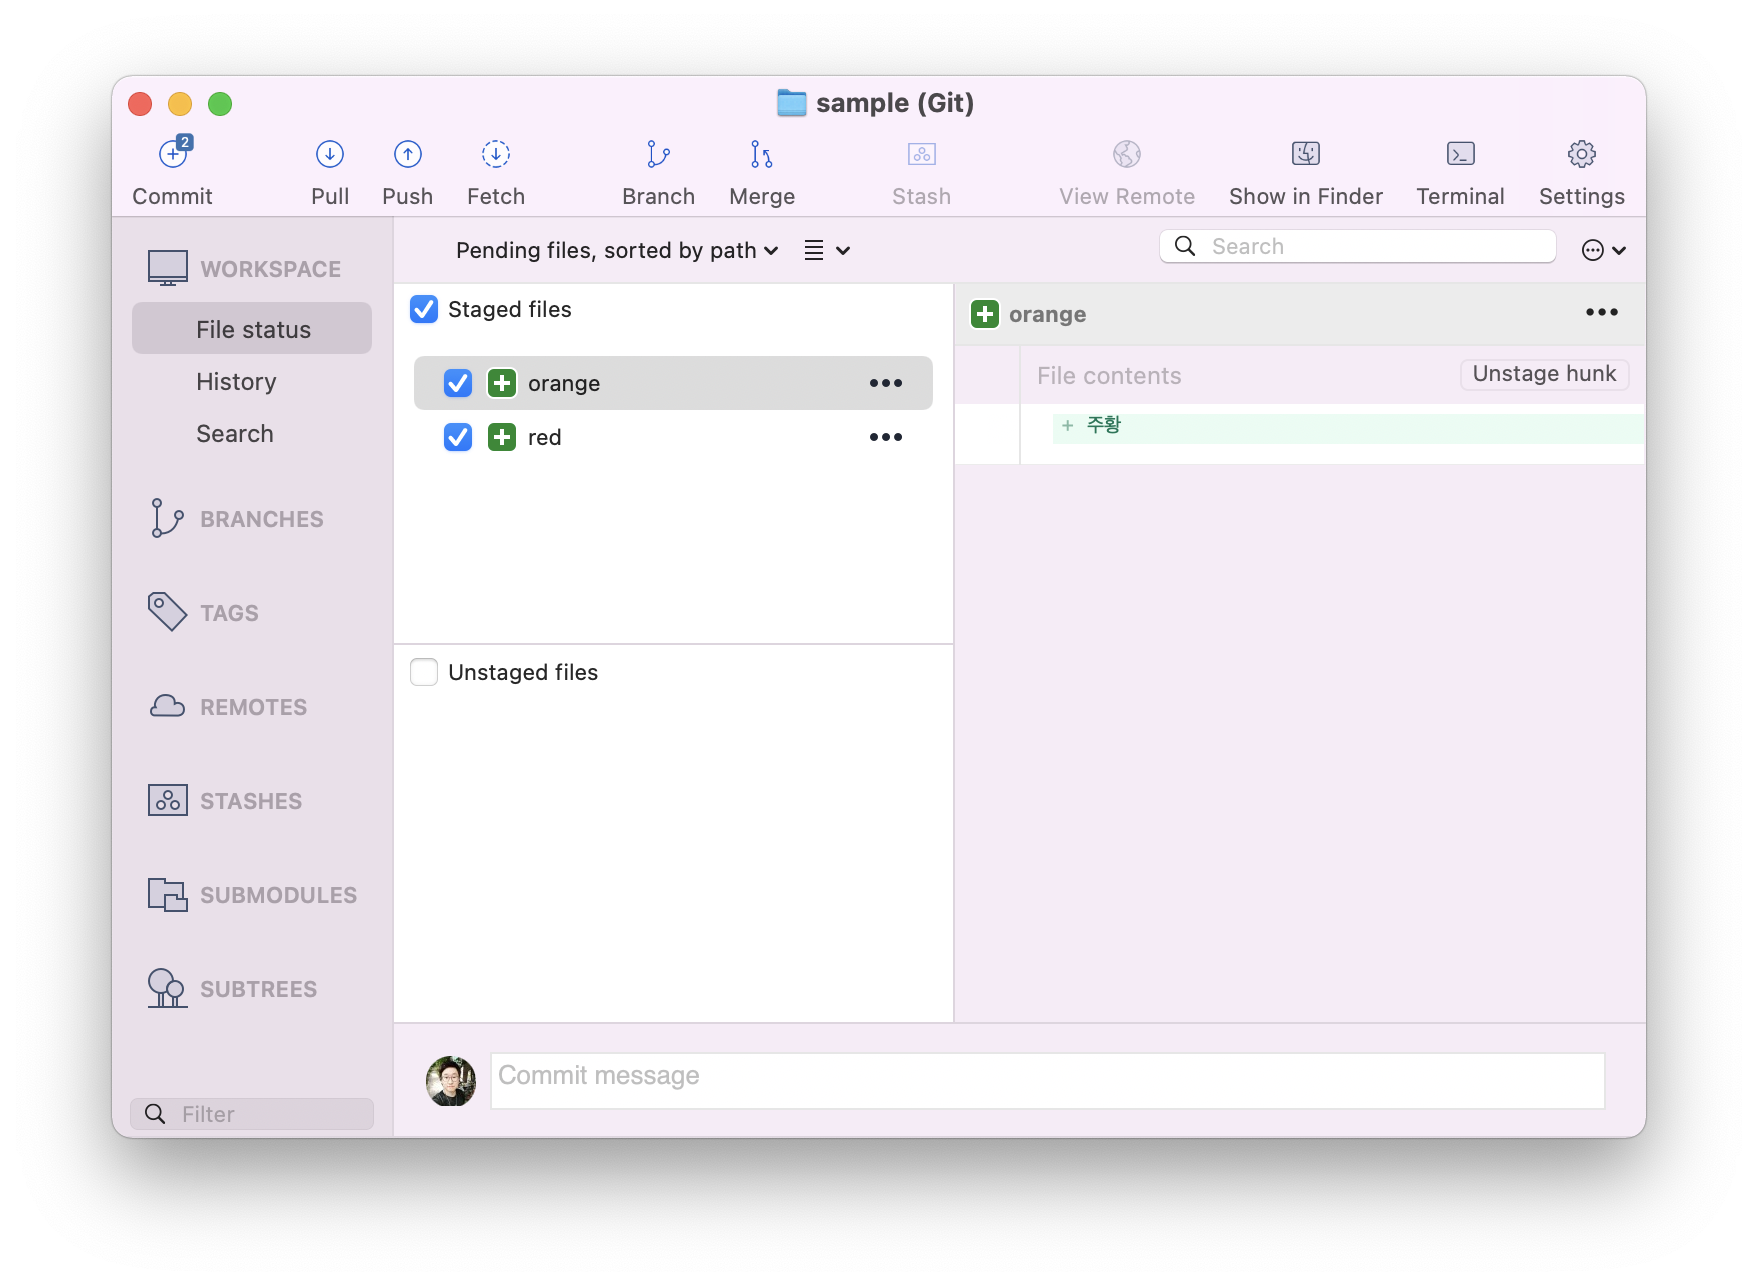 sample (Git)
2
Commit
Pull
Push
Fetch
Branch
Merge
Stash
View Remote
Show in Finder
Terminal
Settings
WORKSPACE
File status
History
Search
BRANCHES
TAGS
REMOTES
STASHES
SUBMODULES
SUBTREES
Filter
Pending files, sorted by path
Search
Staged files
orange
red
Unstaged files
orange
File contents
Unstage hunk
+ 주황
Commit message